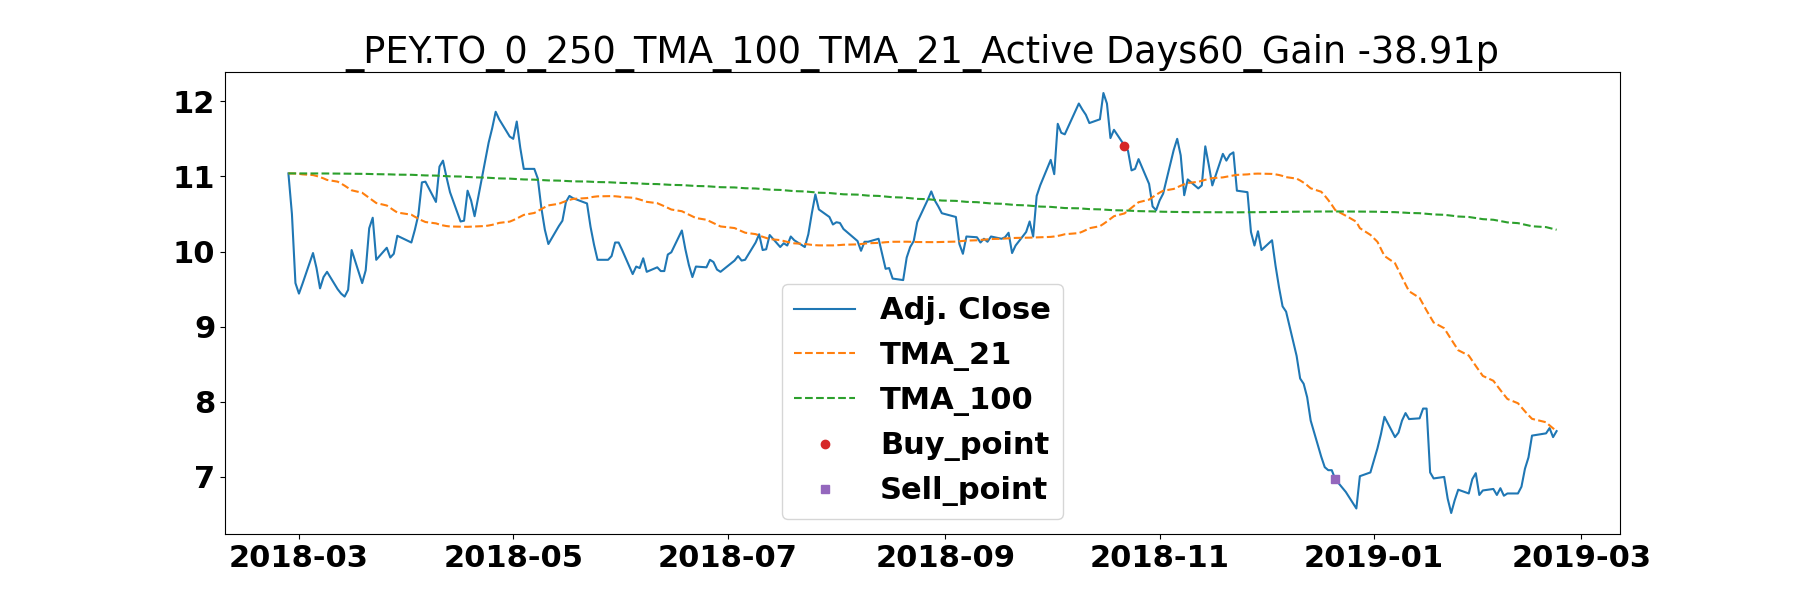 _PEY.TO_0_250_TMA_100_TMA_21_Active Days60_Gain -38.91p
12
11
10
9
8
7
Adj. Close
TMA_21
TMA_100
Buy_point
Sell_point
2018-03 2018-05 2018-07 2018-09 2018-11 2019-01 2019-03